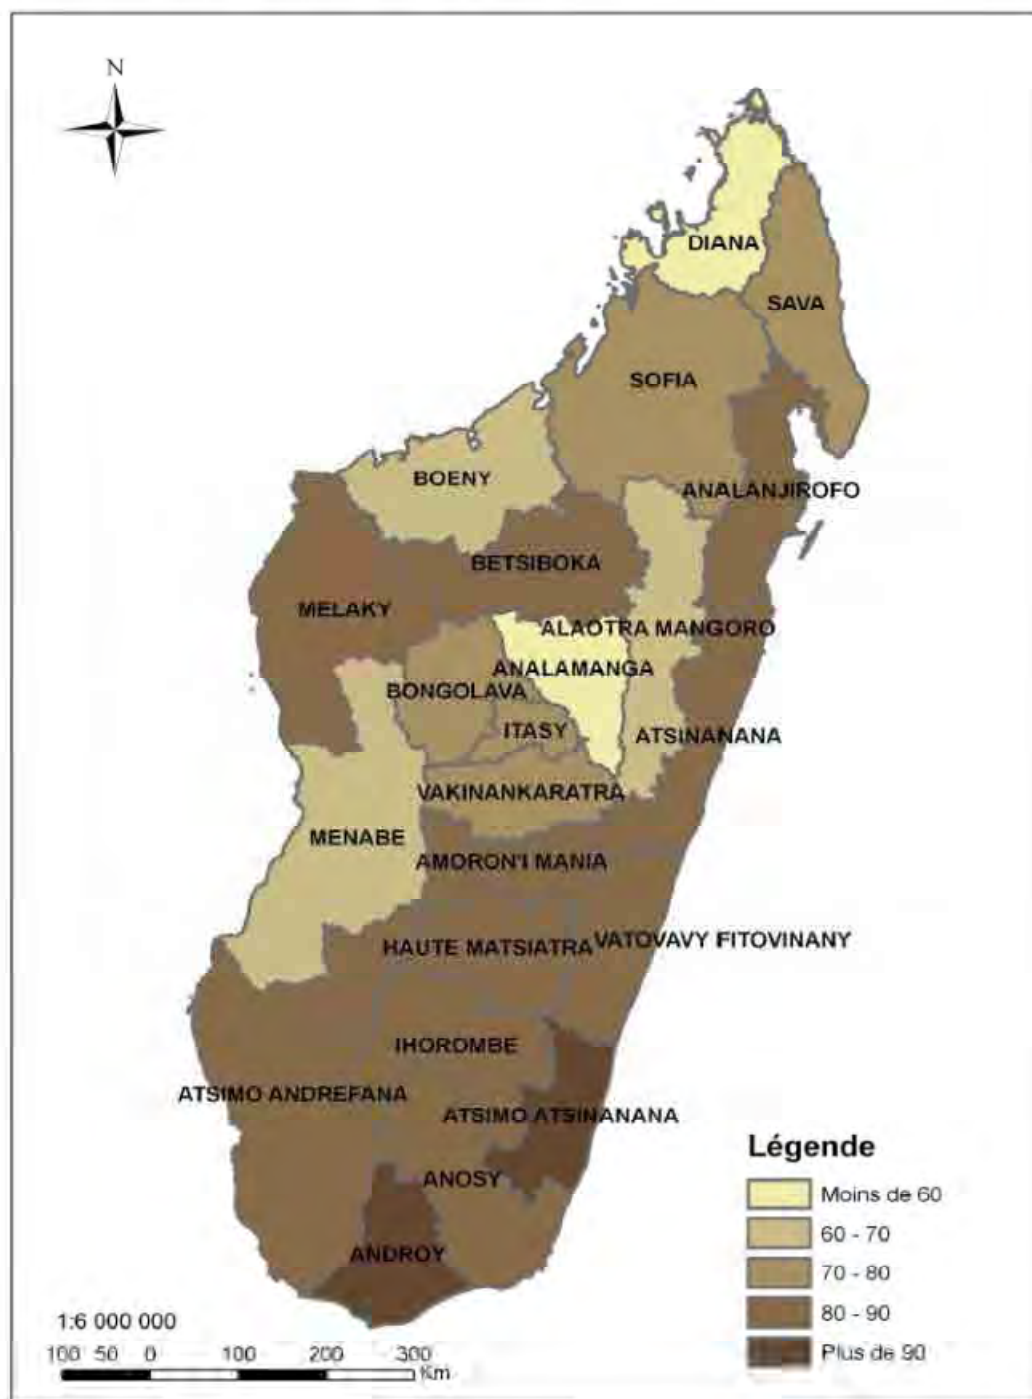 N
DIANA
SAVA
SOFIA
BOENY
ANALANJIROFO
BETSIBOKA
MELAKY
ALAOTRA MANGORO
ANALAMANGA
BONGOLAVA
ITASY
ATSINANANA
VAKINANKARATRA
MENABE
AMORON'I MANIA
HAUTE MATSIATRA
VATOVAVY FITOVINANY
IHOROMBE
ATSIMO ANDREFANA
ATSIMO ATSINANANA
ANOSY
ANDROY
Légende
Moins de 60
60 - 70
70 - 80
80 - 90
Plus de 90
1:6 000 000
100 50 0 100 200 300
Km